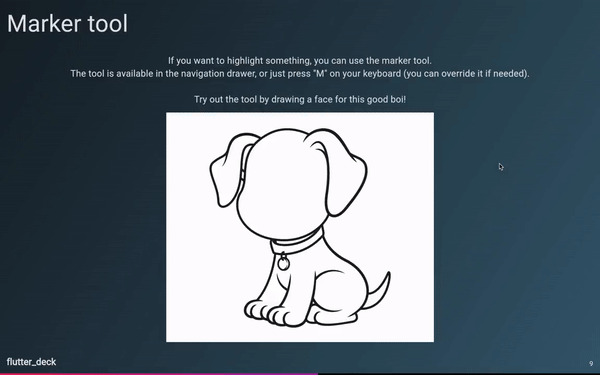 Marker tool
If you want to highlight something, you can use the marker tool.
The tool is available in the navigation drawer, or just press "M" on your keyboard (you can override it if needed).
Try out the tool by drawing a face for this good boi!
flutter_deck
9